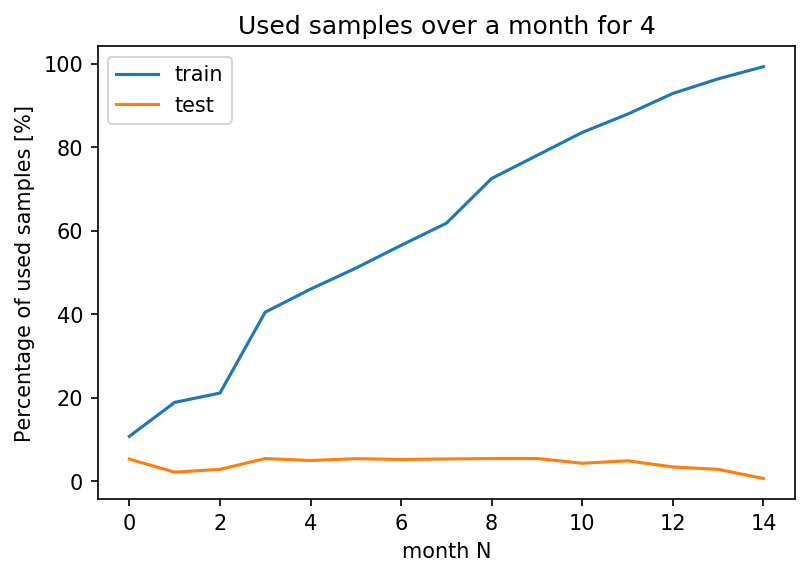 Used samples over a month for 4
train
test
Percentage of used samples [%]
100
80
60
40
20
0
0 2 4 6 8 10 12 14
month N